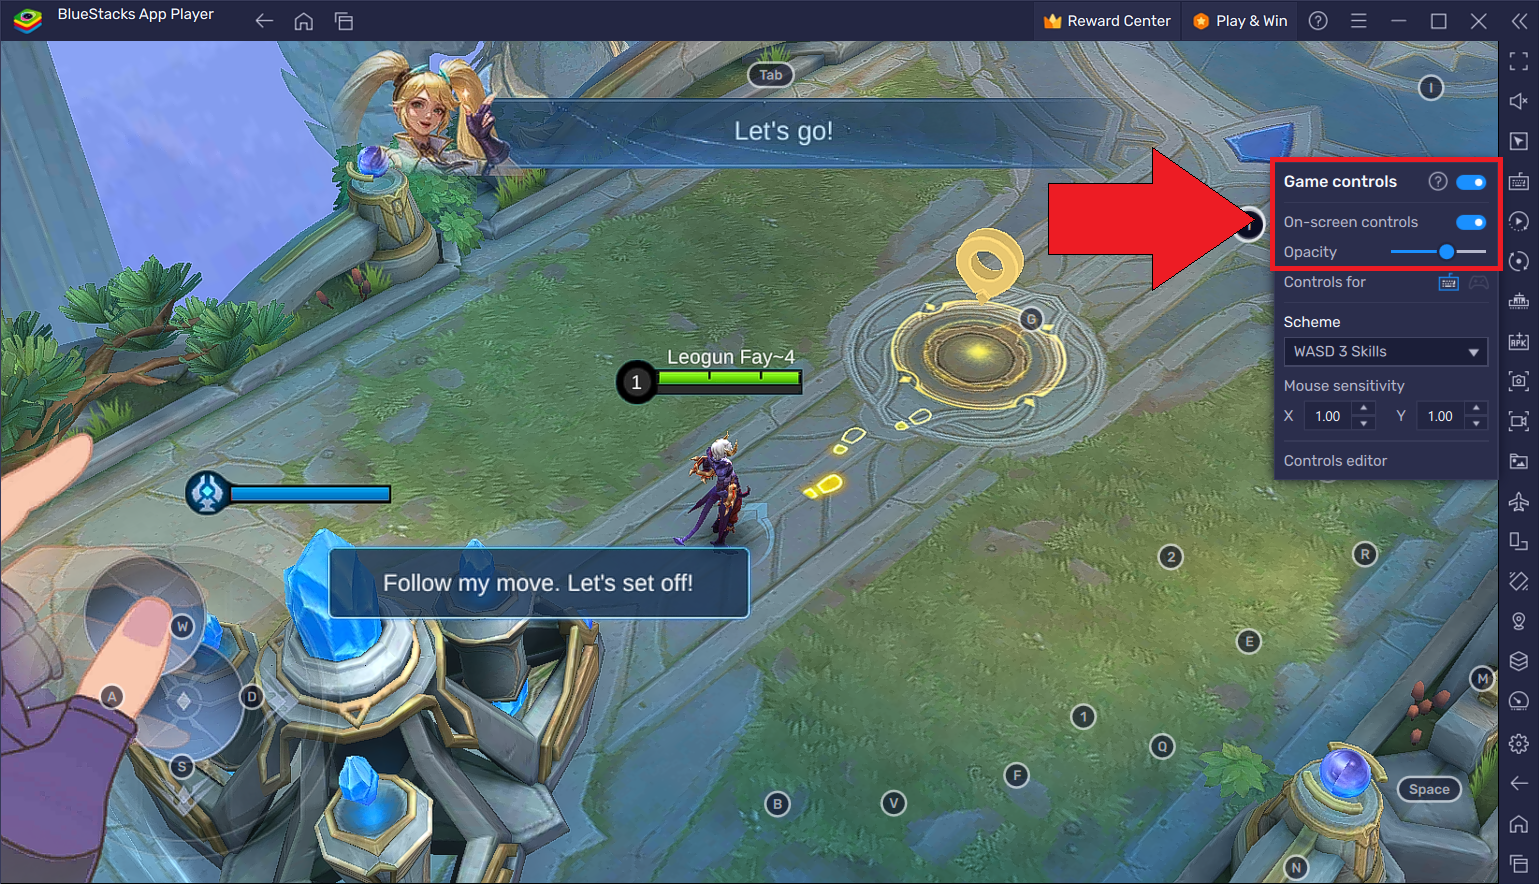 BlueStacks App Player
Reward Center
Play & Win
Tab
I
Let's go!
Game controls
On-screen controls
Opacity
Controls for
Scheme
WASD 3 Skills
Mouse sensitivity
X 1.00 Y 1.00
Controls editor
G
Leogun Fay~4
1
Follow my move. Let's set off!
2
R
W
E
A
D
M
1
Q
S
F
B
V
Space
N